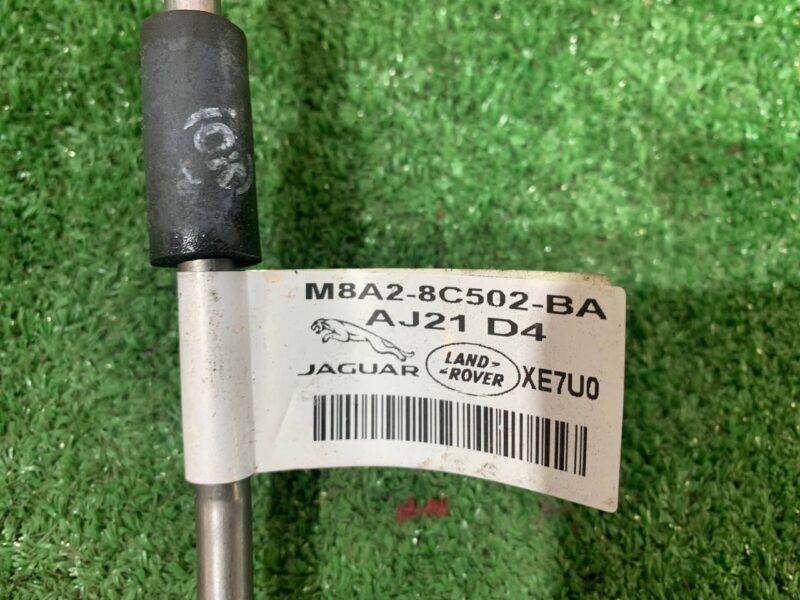 M8A2-8C502-BA
AJ21 D4
JAGUAR
LAND
ROVER
XE7U0